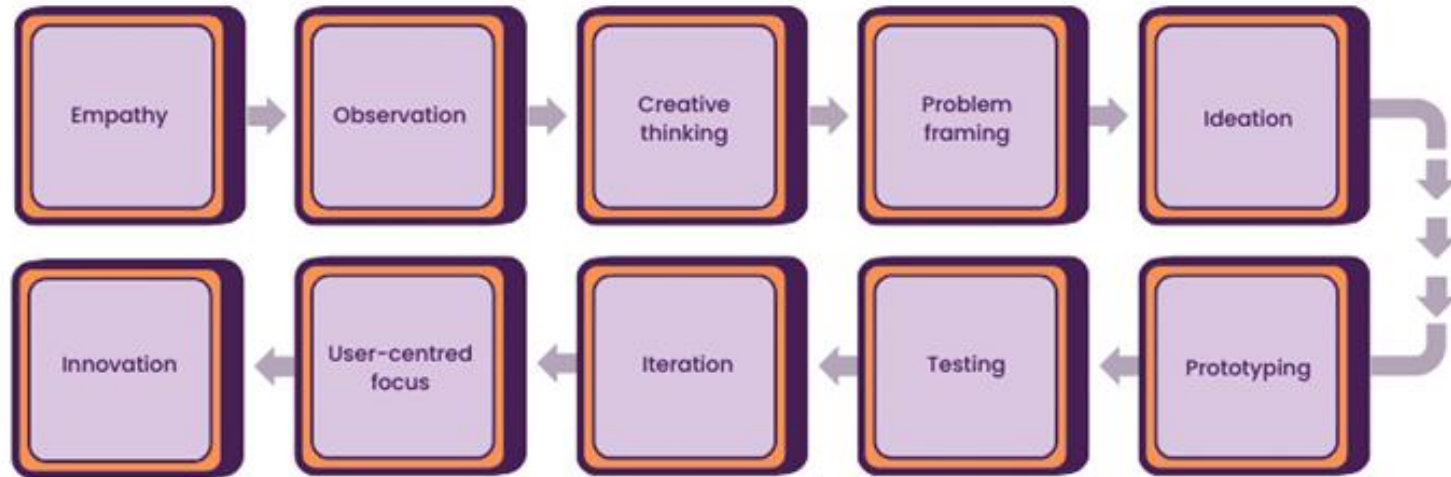 Empathy
Observation
Creative
thinking
Problem
framing
Ideation
Prototyping
Testing
Iteration
User-centred
focus
Innovation